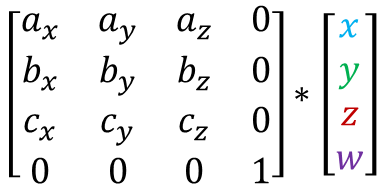 [a_x a_y a_z 0] [x]
[b_x b_y b_z 0] [y]
[c_x c_y c_z 0] * [z]
[0 0 0 1] [w]